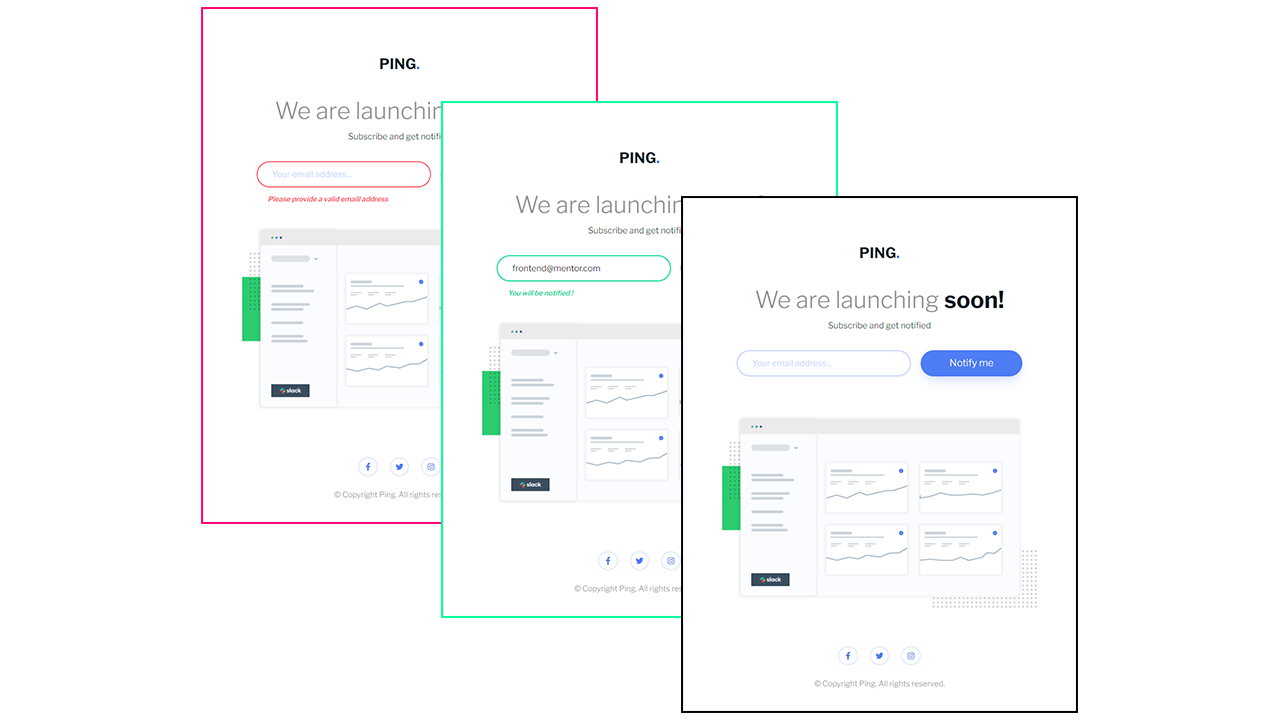 PING.
We are launching
Subscribe and get notifi
Your email address...
Please provide a valid emaill address
slack
© Copyright Ping. All rights res
PING.
We are launchin
Subscribe and get notifi
frontend@mentor.com
You will be notified !
slack
© Copyright Ping. All rights res
PING.
We are launching soon!
Subscribe and get notified
Your email address...
Notify me
slack
© Copyright Ping. All rights reserved.